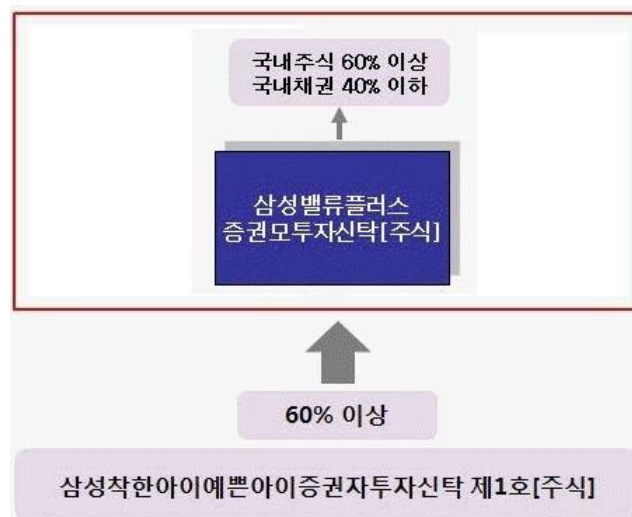 국내주식 60% 이상
국내채권 40% 이하
삼성밸류플러스
증권모투자신탁[주식]
60% 이상
삼성착한아이예쁜아이증권자투자신탁 제1호[주식]